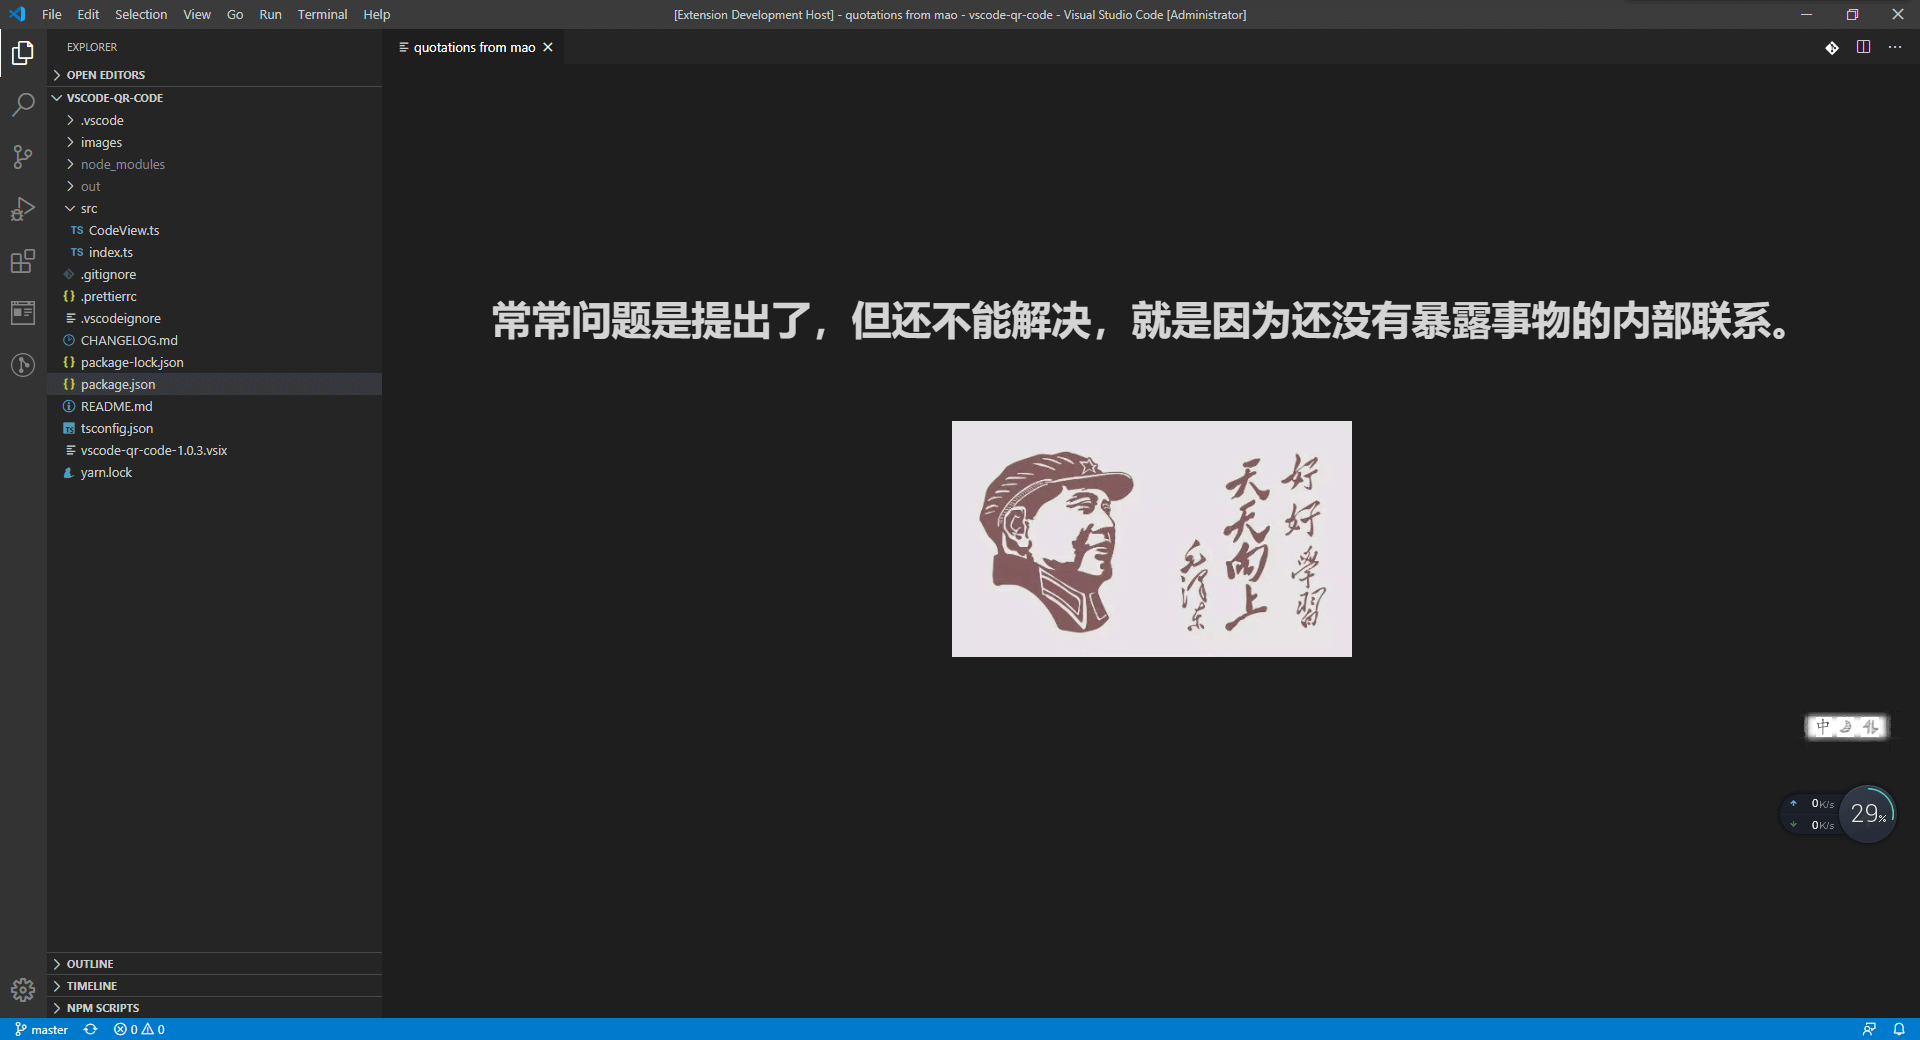 File Edit Selection View Go Run Terminal Help
[Extension Development Host] - quotations from mao - vscode-qr-code - Visual Studio Code [Administrator]
EXPLORER
OPEN EDITORS
VSCODE-QR-CODE
.vscode
images
node_modules
out
src
TS CodeView.ts
TS index.ts
.gitignore
{} .prettierrc
.vscodeignore
CHANGELOG.md
{} package-lock.json
{} package.json
README.md
TS tsconfig.json
vscode-qr-code-1.0.3.vsix
yarn.lock
OUTLINE
TIMELINE
NPM SCRIPTS
quotations from mao
常常问题是提出了，但还不能解决，就是因为还没有暴露事物的内部联系。
好好学習
天天向上
毛泽东
中
0K/s
0K/s
29%
master
0 0